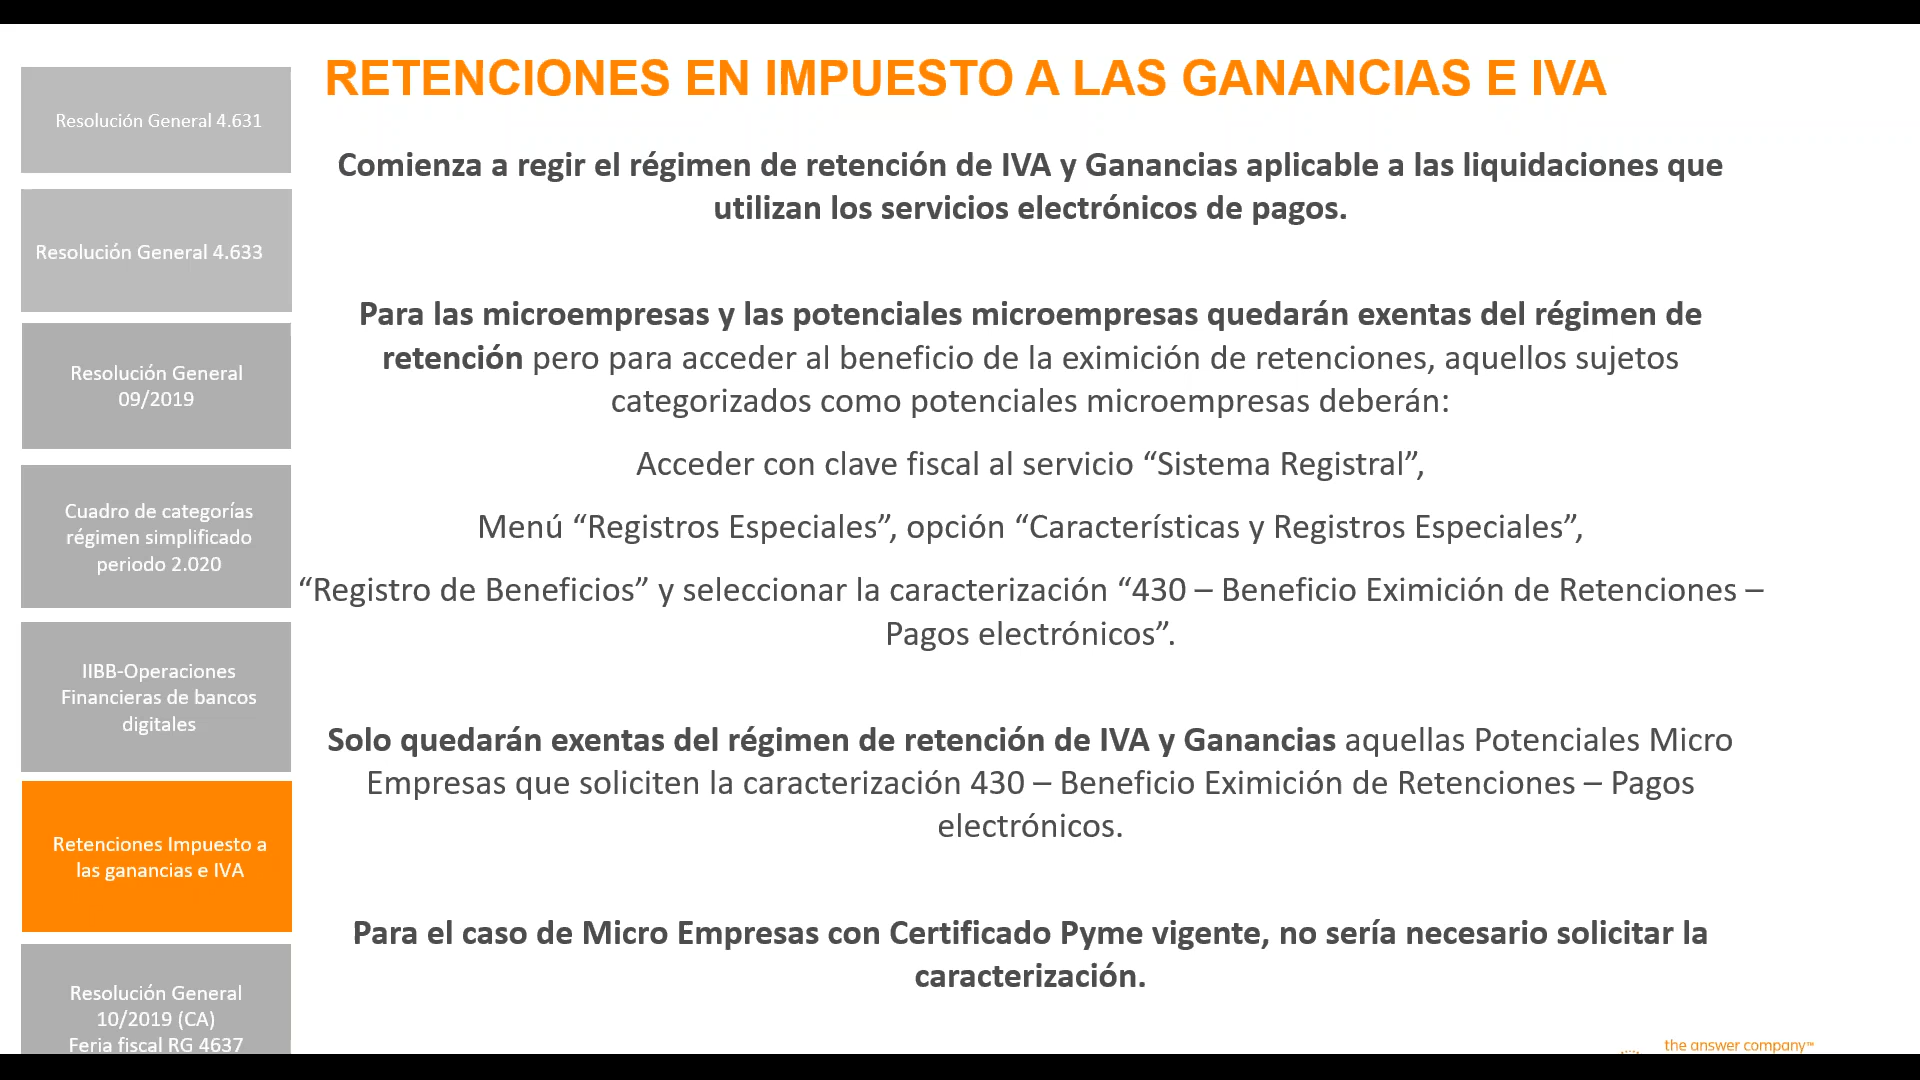 RETENCIONES EN IMPUESTO A LAS GANANCIAS E IVA
Resolución General 4.631
Resolución General 4.633
Resolución General
09/2019
Cuadro de categorías
régimen simplificado
periodo 2.020
IIBB-Operaciones
Financieras de bancos
digitales
Retenciones Impuesto a
las ganancias e IVA
Resolución General
10/2019 (CA)
Feria fiscal RG 4637
Comienza a regir el régimen de retención de IVA y Ganancias aplicable a las liquidaciones que
utilizan los servicios electrónicos de pagos.
Para las microempresas y las potenciales microempresas quedarán exentas del régimen de
retención pero para acceder al beneficio de la eximición de retenciones, aquellos sujetos
categorizados como potenciales microempresas deberán:
Acceder con clave fiscal al servicio “Sistema Registral”,
Menú “Registros Especiales”, opción “Características y Registros Especiales”,
“Registro de Beneficios” y seleccionar la caracterización “430 – Beneficio Eximición de Retenciones –
Pagos electrónicos”.
Solo quedarán exentas del régimen de retención de IVA y Ganancias aquellas Potenciales Micro
Empresas que soliciten la caracterización 430 – Beneficio Eximición de Retenciones – Pagos
electrónicos.
Para el caso de Micro Empresas con Certificado Pyme vigente, no sería necesario solicitar la
caracterización.
the answer company™